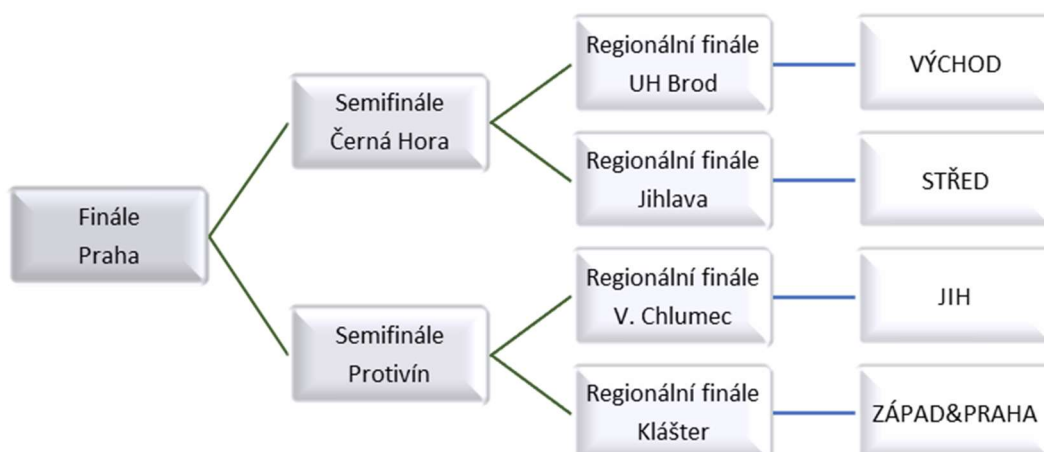 Finále
Praha
Semifinále
Černá Hora
Semifinále
Protivín
Regionální finále
UH Brod
Regionální finále
Jihlava
Regionální finále
V. Chlumec
Regionální finále
Klášter
VÝCHOD
STŘED
JIH
ZÁPAD&PRAHA